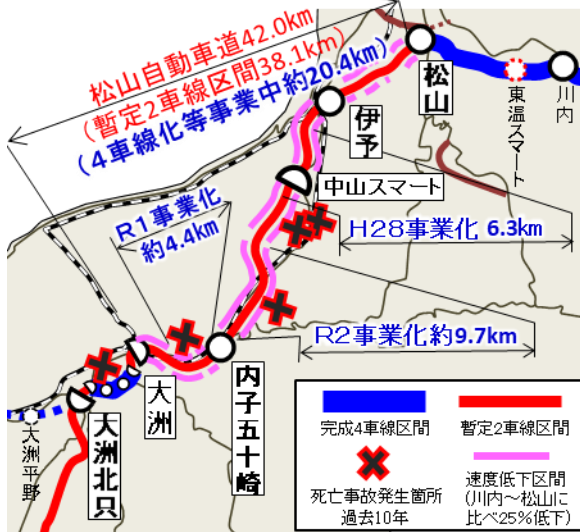 松山自動車道42.0km
(暫定2車線区間38.1km)
(4車線化等事業中約20.4km)
松山
伊予
東温スマート
川内
中山スマート
R1事業化
約4.4km
H28事業化 6.3km
R2事業化約9.7km
内子五十崎
大洲
大洲北只
大洲平野
完成4車線区間
暫定2車線区間
死亡事故発生箇所
過去10年
速度低下区間
(川内～松山に
比べ25%低下)